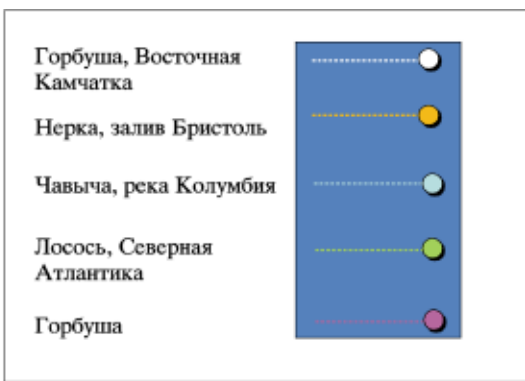 Горбуша, Восточная
Камчатка
Нерка, залив Бристоль
Чавыча, река Колумбия
Лосось, Северная
Атлантика
Горбуша